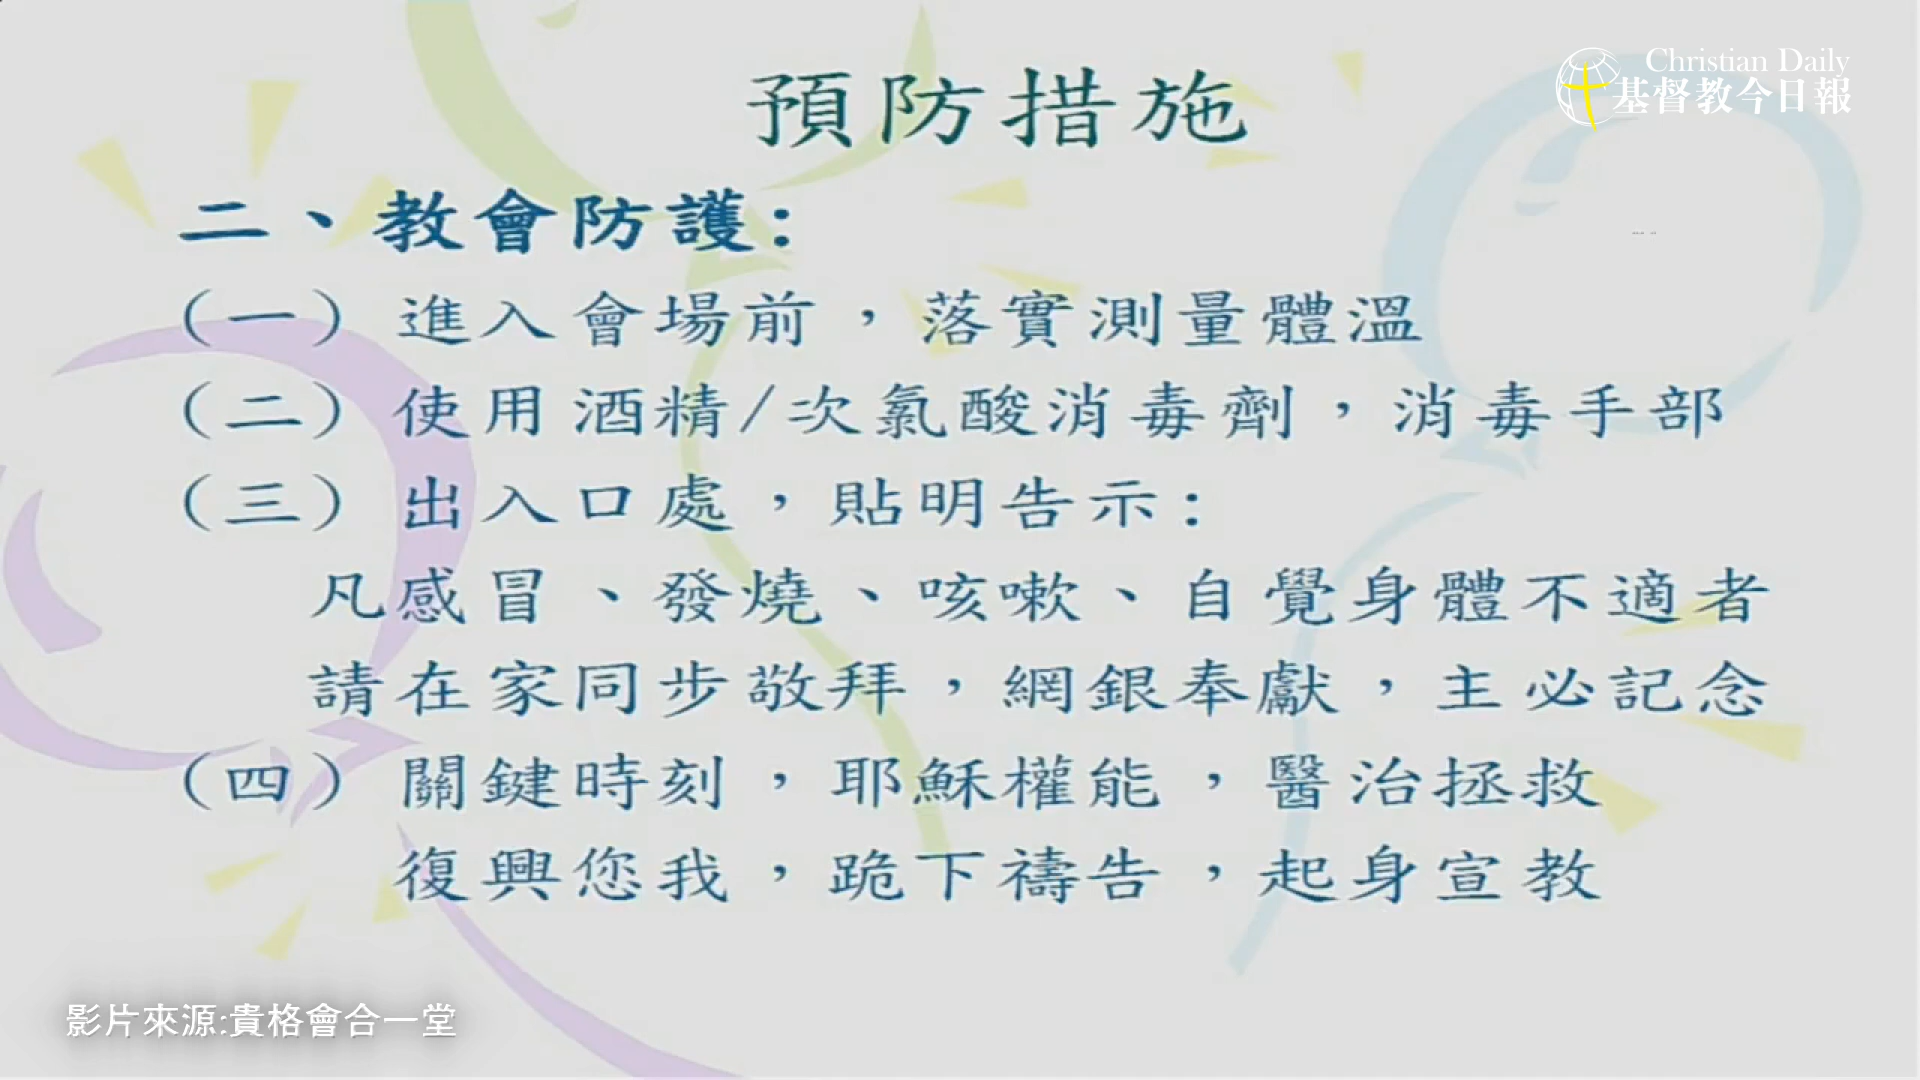 Christian Daily
基督教今日報
預防措施
二、教會防護:
(一) 進入會場前，落實測量體溫
(二) 使用酒精/次氯酸消毒劑，消毒手部
(三) 出入口處，貼明告示:
凡感冒、發燒、咳嗽、自覺身體不適者
請在家同步敬拜，網銀奉獻，主必記念
(四) 關鍵時刻，耶穌權能，醫治拯救
復興您我，跪下禱告，起身宣教
影片來源:貴格會合一堂